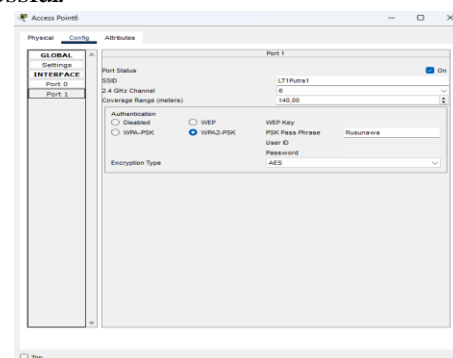 Access Point6
Physical Config Attributes
GLOBAL
Settings
INTERFACE
Port 0
Port 1
Port 1
Port Status On
SSID LT1Putra1
2.4 GHz Channel 6
Coverage Range (meters) 140,00
Authentication
Disabled WEP WEP Key
WPA-PSK WPA2-PSK PSK Pass Phrase Rusunawa
User ID
Password
Encryption Type AES
Top